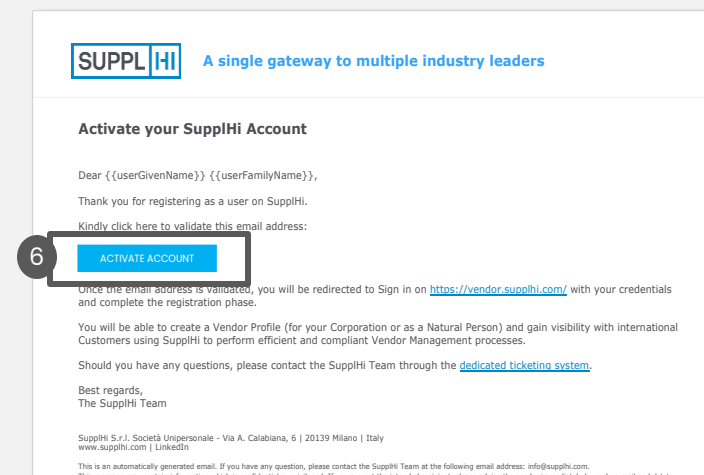 SUPPLHI
A single gateway to multiple industry leaders
Activate your SupplHi Account
Dear {{userGivenName}} {{userFamilyName}},
Thank you for registering as a user on SupplHi.
Kindly click here to validate this email address:
6
ACTIVATE ACCOUNT
Once the email address is validated, you will be redirected to Sign in on https://vendor.supplhi.com/ with your credentials
and complete the registration phase.
You will be able to create a Vendor Profile (for your Corporation or as a Natural Person) and gain visibility with international
Customers using SupplHi to perform efficient and compliant Vendor Management processes.
Should you have any questions, please contact the SupplHi Team through the dedicated ticketing system.
Best regards,
The SupplHi Team
SupplHi S.r.l. Società Unipersonale - Via A. Calabiana, 6 | 20139 Milano | Italy
www.supplhi.com | LinkedIn
This is an automatically generated email. If you have any question, please contact the SupplHi Team at the following email address: info@supplhi.com.